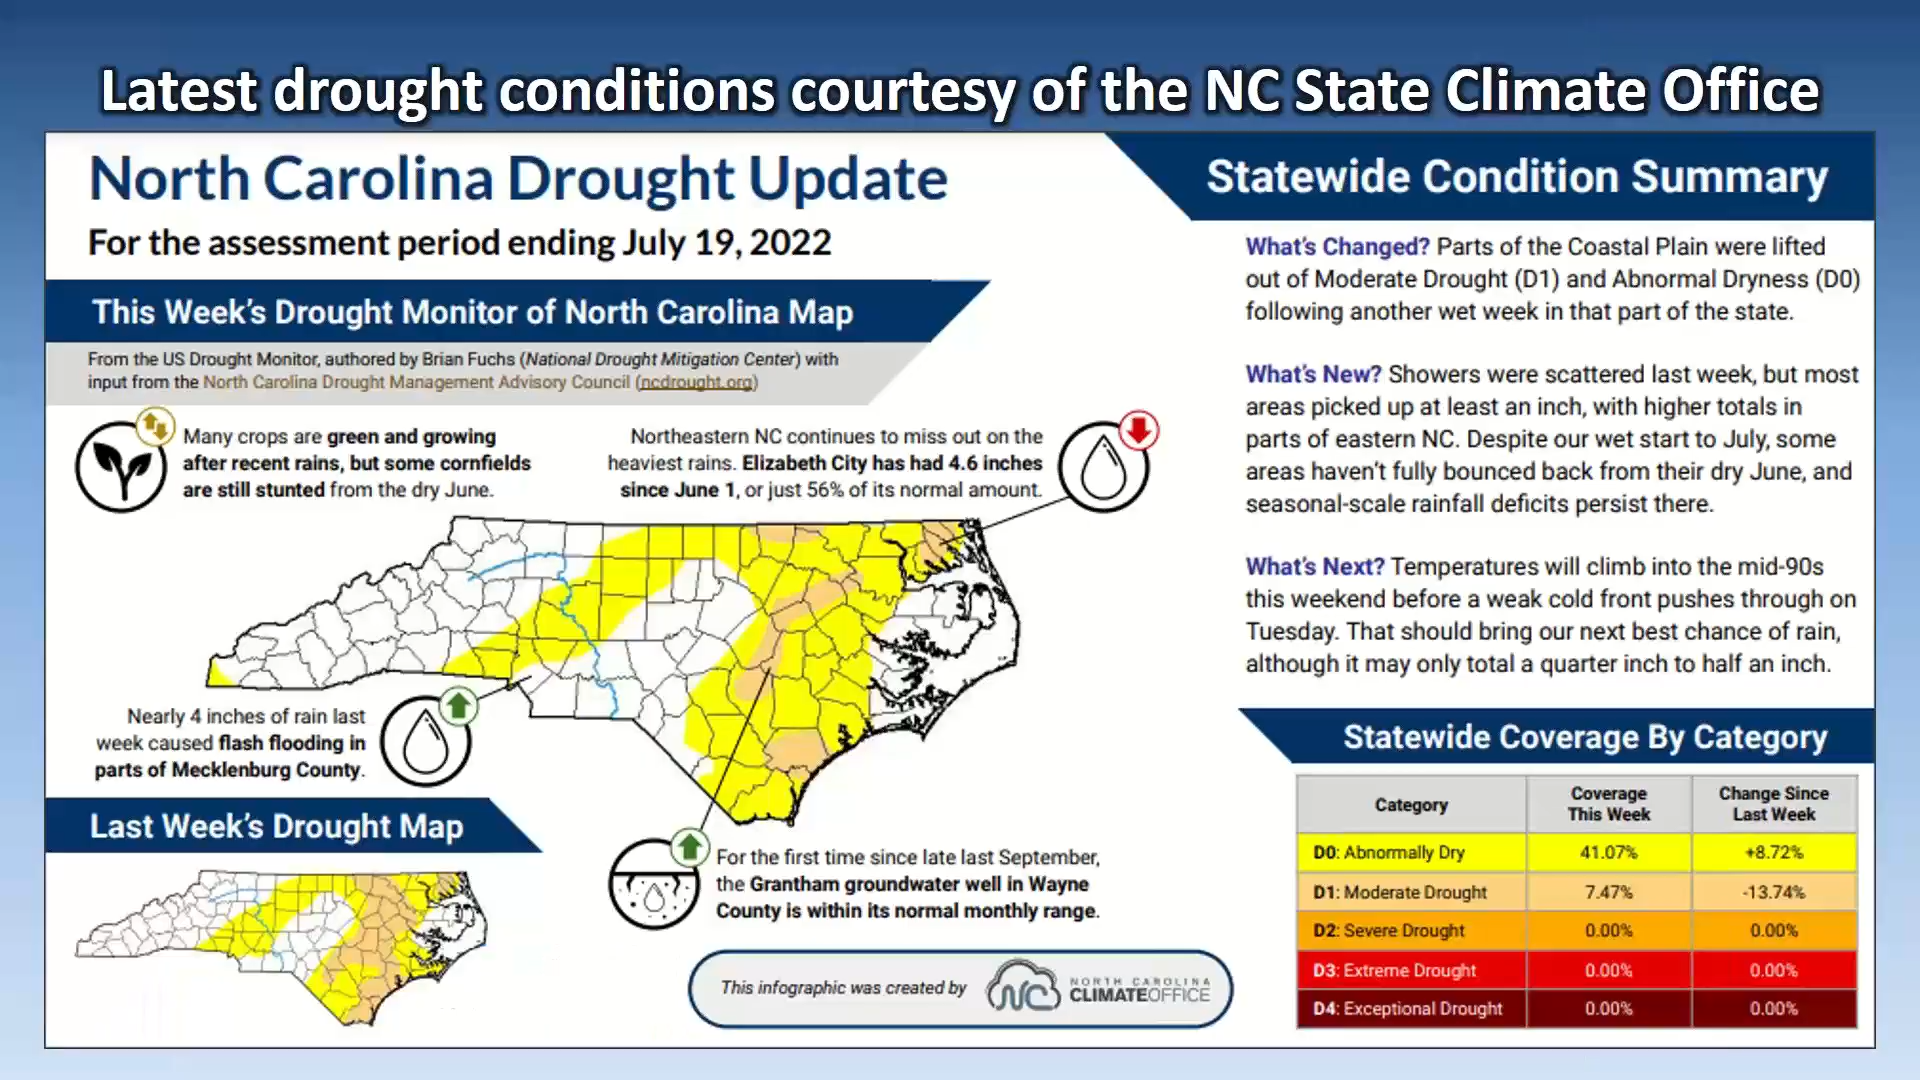 Latest drought conditions courtesy of the NC State Climate Office
North Carolina Drought Update
For the assessment period ending July 19, 2022
This Week's Drought Monitor of North Carolina Map
From the US Drought Monitor, authored by Brian Fuchs (National Drought Mitigation Center) with
input from the North Carolina Drought Management Advisory Council (ncdrought.org)
Many crops are green and growing
after recent rains, but some cornfields
are still stunted from the dry June.
Northeastern NC continues to miss out on the
heaviest rains. Elizabeth City has had 4.6 inches
since June 1, or just 56% of its normal amount.
Nearly 4 inches of rain last
week caused flash flooding in
parts of Mecklenburg County.
Last Week's Drought Map
For the first time since late last September,
the Grantham groundwater well in Wayne
County is within its normal monthly range.
This infographic was created by
NC
NORTH CAROLINA
CLIMATEOFFICE
Statewide Condition Summary
What's Changed? Parts of the Coastal Plain were lifted
out of Moderate Drought (D1) and Abnormal Dryness (D0)
following another wet week in that part of the state.
What's New? Showers were scattered last week, but most
areas picked up at least an inch, with higher totals in
parts of eastern NC. Despite our wet start to July, some
areas haven't fully bounced back from their dry June, and
seasonal-scale rainfall deficits persist there.
What's Next? Temperatures will climb into the mid-90s
this weekend before a weak cold front pushes through on
Tuesday. That should bring our next best chance of rain,
although it may only total a quarter inch to half an inch.
Statewide Coverage By Category
Category Coverage This Week Change Since Last Week
D0: Abnormally Dry 41.07% +8.72%
D1: Moderate Drought 7.47% -13.74%
D2: Severe Drought 0.00% 0.00%
D3: Extreme Drought 0.00% 0.00%
D4: Exceptional Drought 0.00% 0.00%